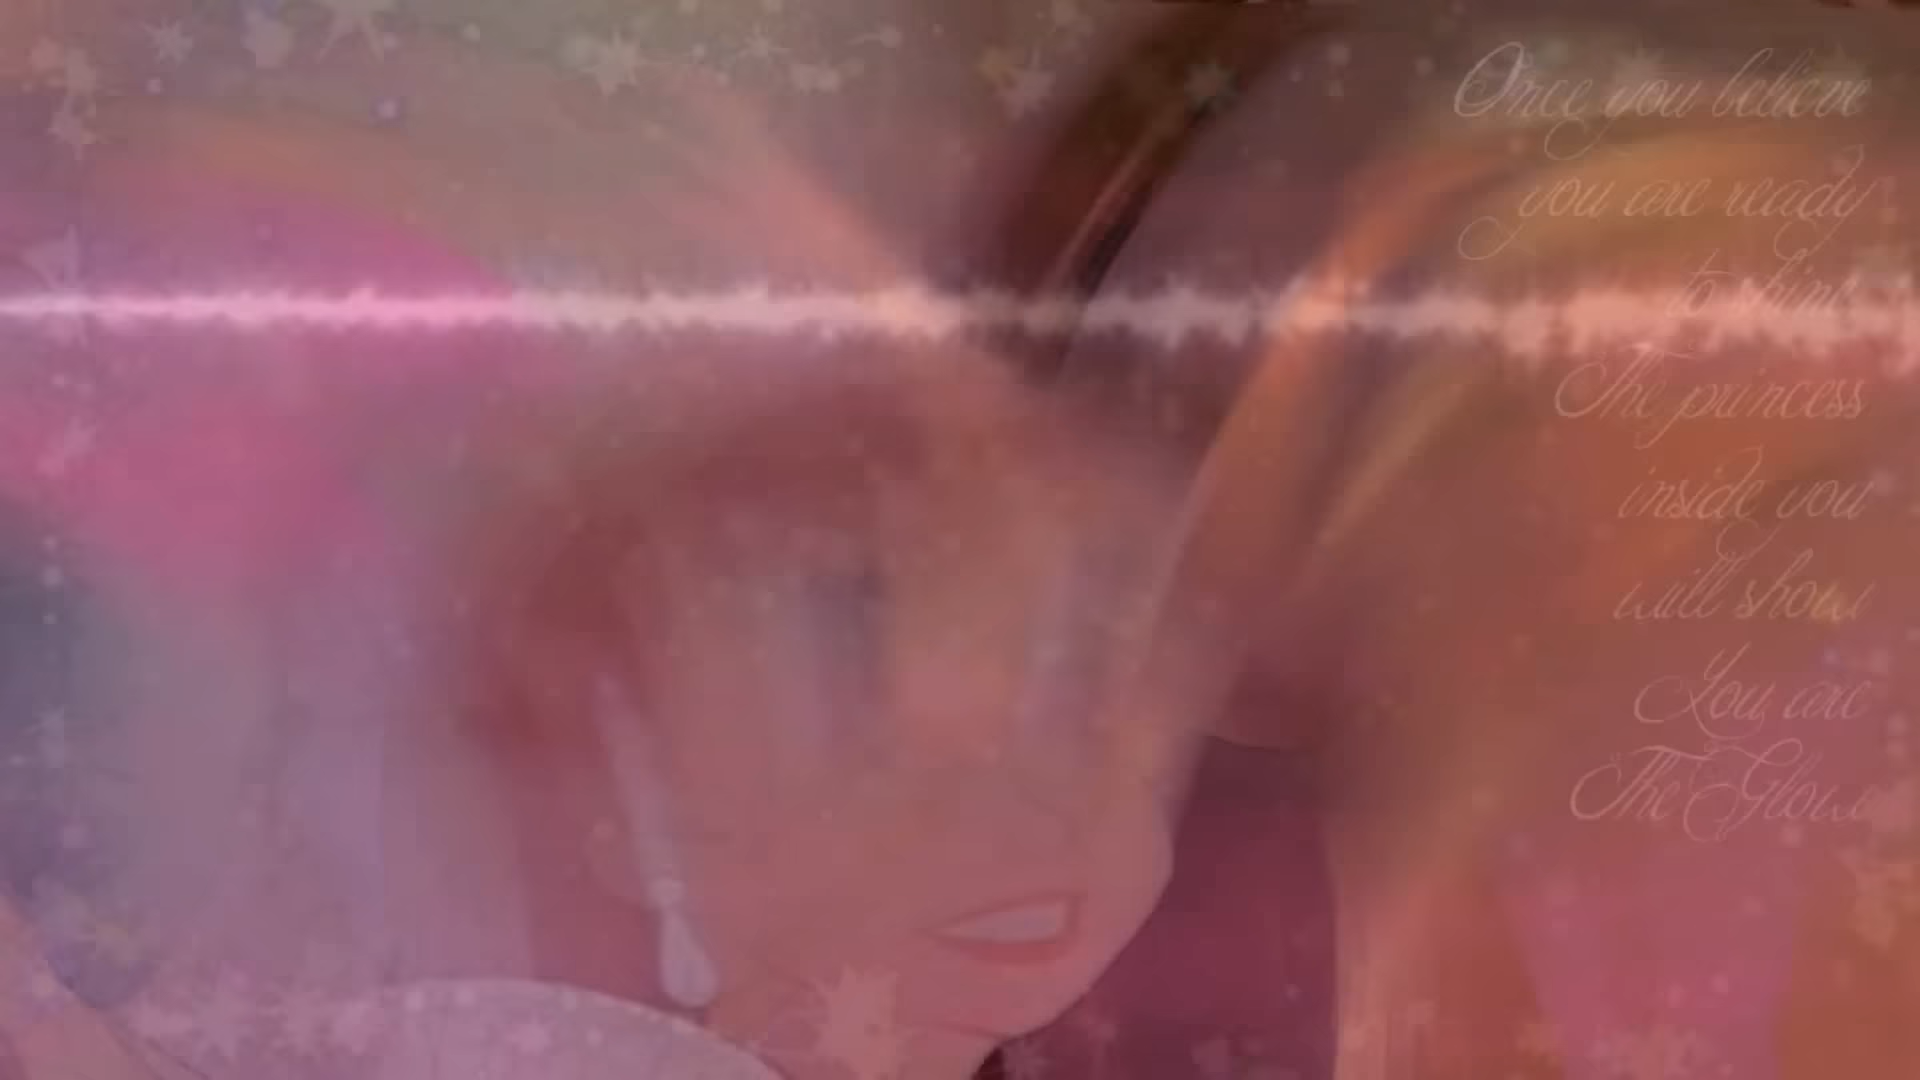 Once you believe
you are ready
to shine
The princess
inside you
will show
You are
The Glow